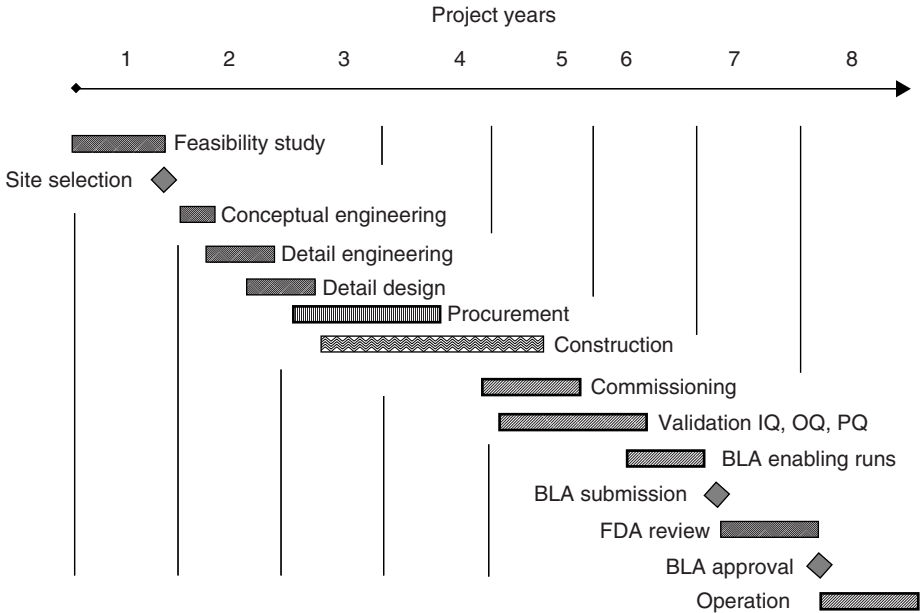 Project years
1 2 3 4 5 6 7 8
Feasibility study
Site selection
Conceptual engineering
Detail engineering
Detail design
Procurement
Construction
Commissioning
Validation IQ, OQ, PQ
BLA enabling runs
BLA submission
FDA review
BLA approval
Operation